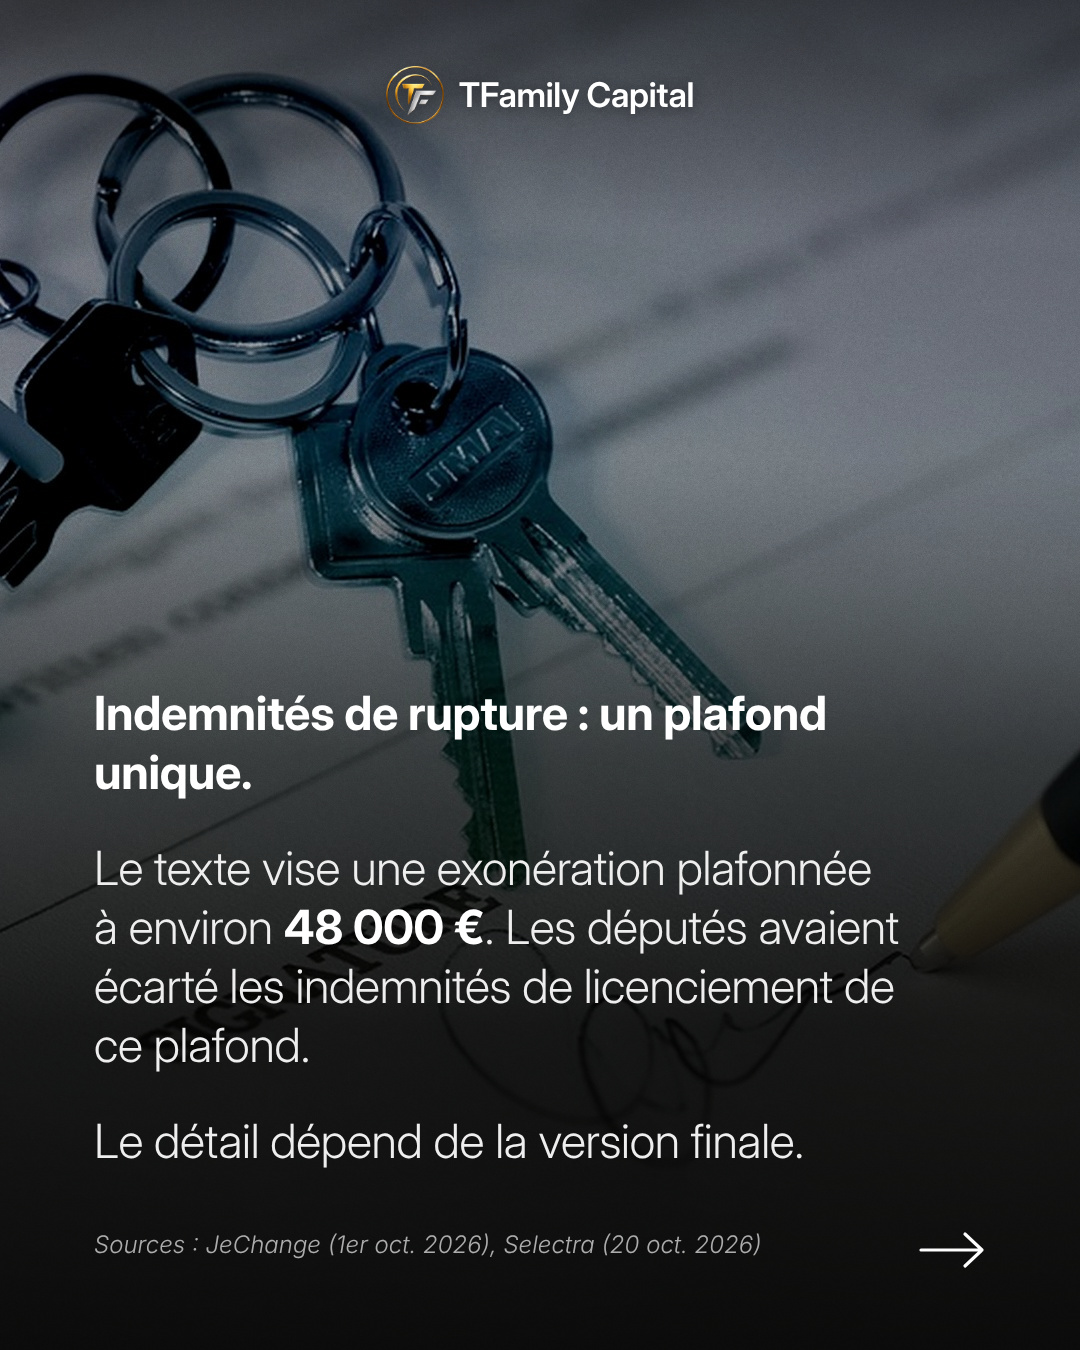 TF TFamily Capital
JMA
Indemnités de rupture : un plafond
unique.
Le texte vise une exonération plafonnée
à environ 48 000 €. Les députés avaient
écarté les indemnités de licenciement de
ce plafond.
Le détail dépend de la version finale.
Sources : JeChange (1er oct. 2026), Selectra (20 oct. 2026)